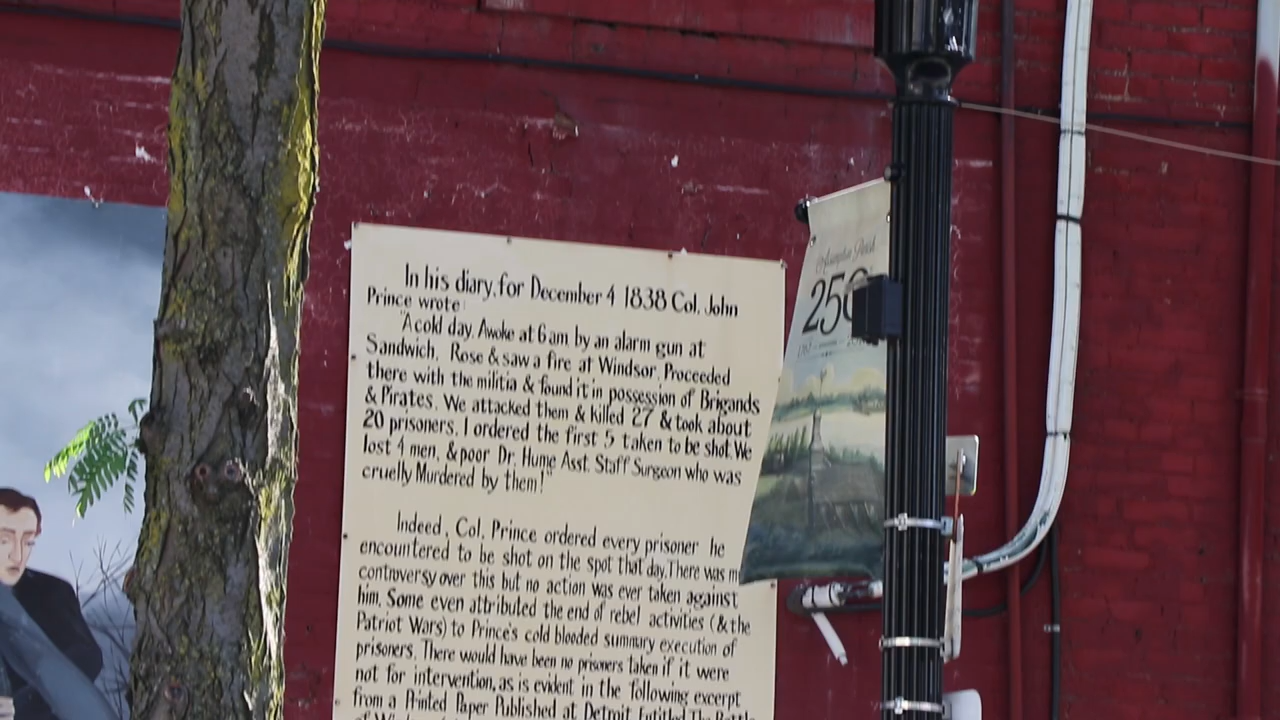 In his diary, for December 4 1838 Col. John
Prince wrote:
"A cold day. Awoke at 6am by an alarm gun at
Sandwich. Rose & saw a fire at Windsor. Proceeded
there with the militia & found it in possession of Brigands
& Pirates. We attacked them & killed 27 & took about
20 prisoners. I ordered the first 5 taken to be shot. We
lost 4 men, & poor Dr. Hume Asst. Staff Surgeon who was
cruelly Murdered by them!"
Indeed, Col. Prince ordered every prisoner he
encountered to be shot on the spot that day. There was
controversy over this but no action was ever taken against
him. Some even attributed the end of rebel activities (& the
Patriot Wars) to Prince's cold blooded summary execution of
prisoners. There would have been no prisoners taken if it were
not for intervention, as is evident in the following excerpt
from a Printed Paper Published at Detroit Entitled The Battle
250